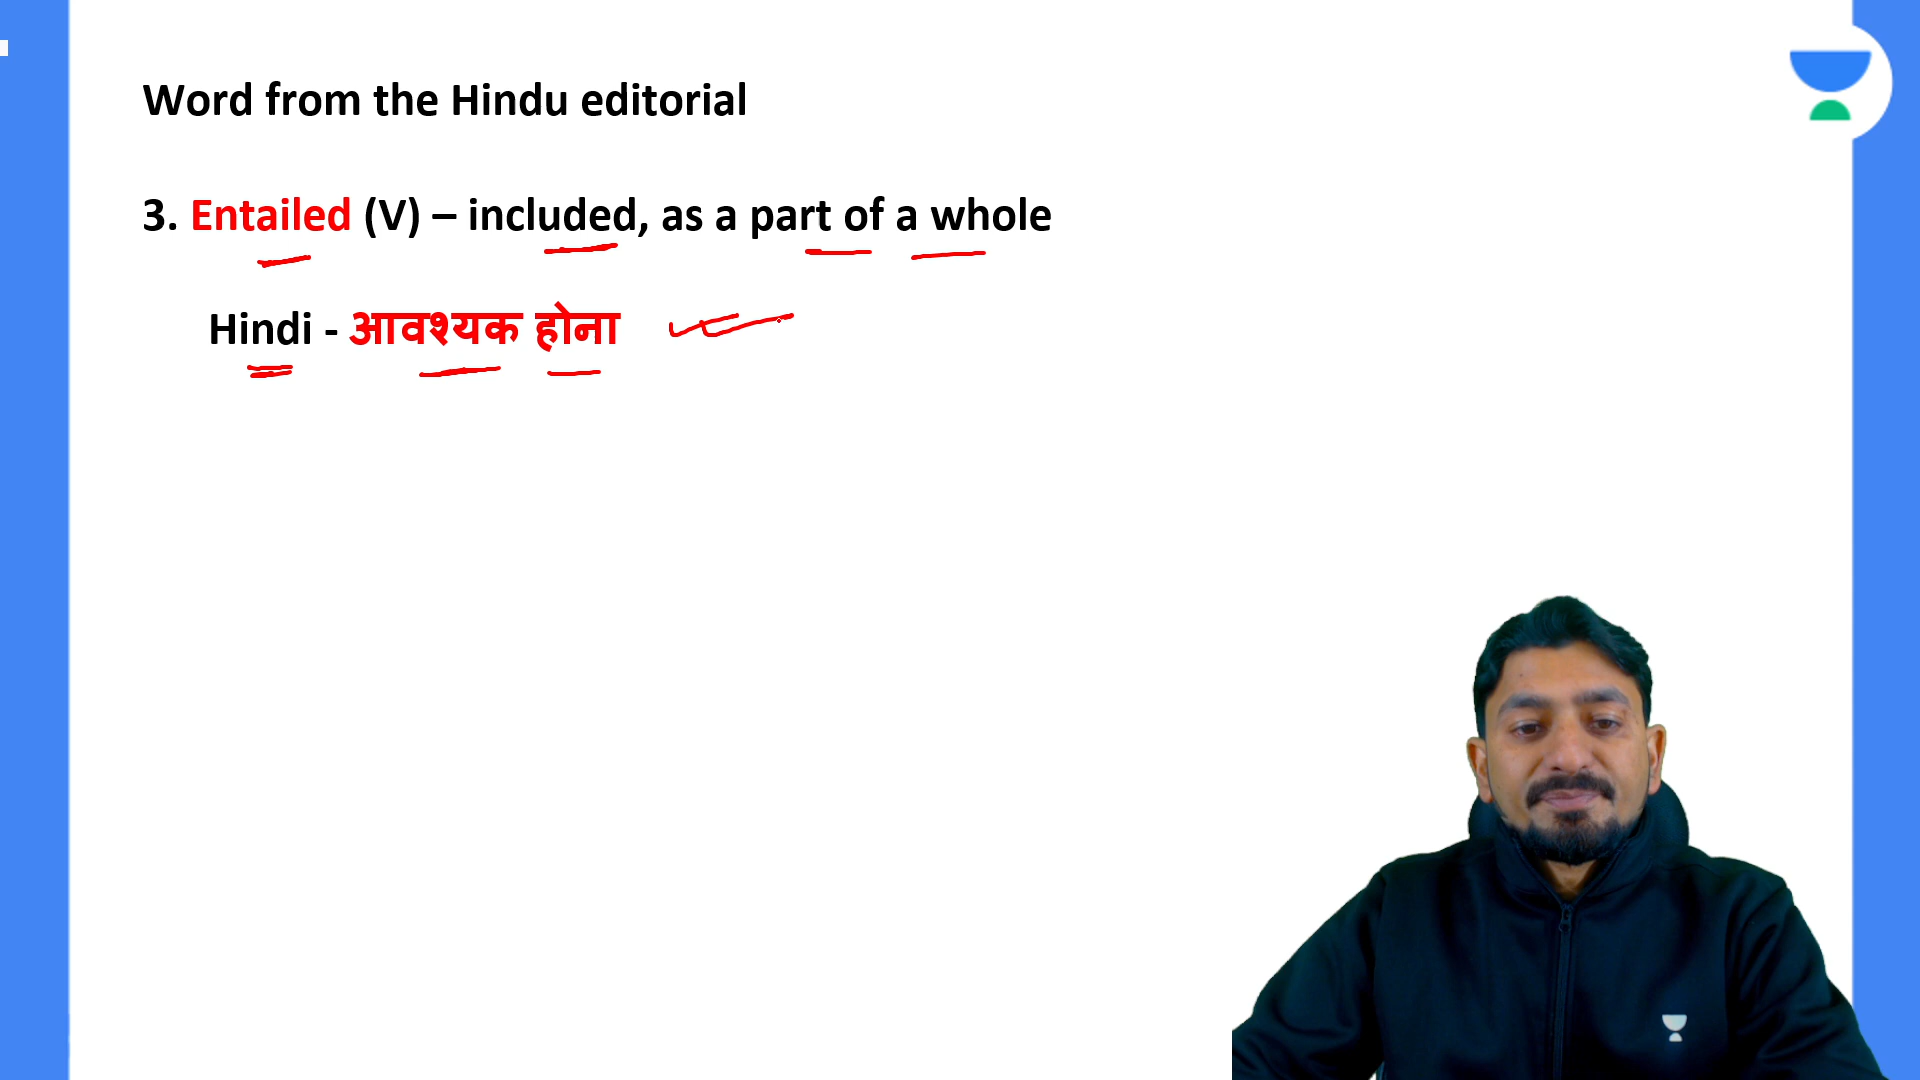 Word from the Hindu editorial
3. Entailed (V) – included, as a part of a whole
Hindi - आवश्यक होना